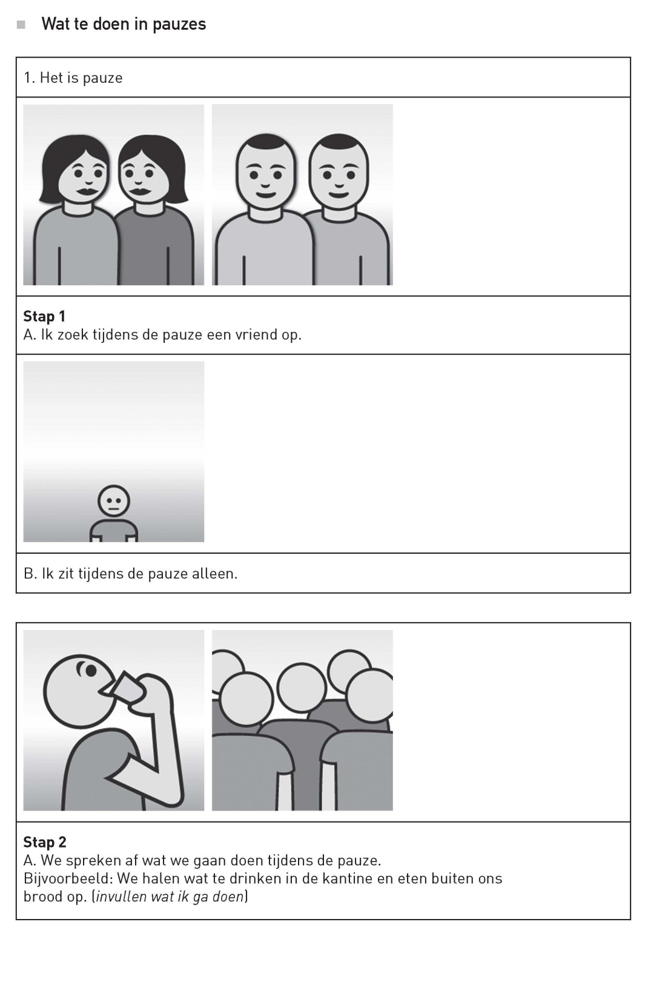 Wat te doen in pauzes
1. Het is pauze
Stap 1
A. Ik zoek tijdens de pauze een vriend op.
B. Ik zit tijdens de pauze alleen.
Stap 2
A. We spreken af wat we gaan doen tijdens de pauze.
Bijvoorbeeld: We halen wat te drinken in de kantine en eten buiten ons
brood op. (invullen wat ik ga doen)